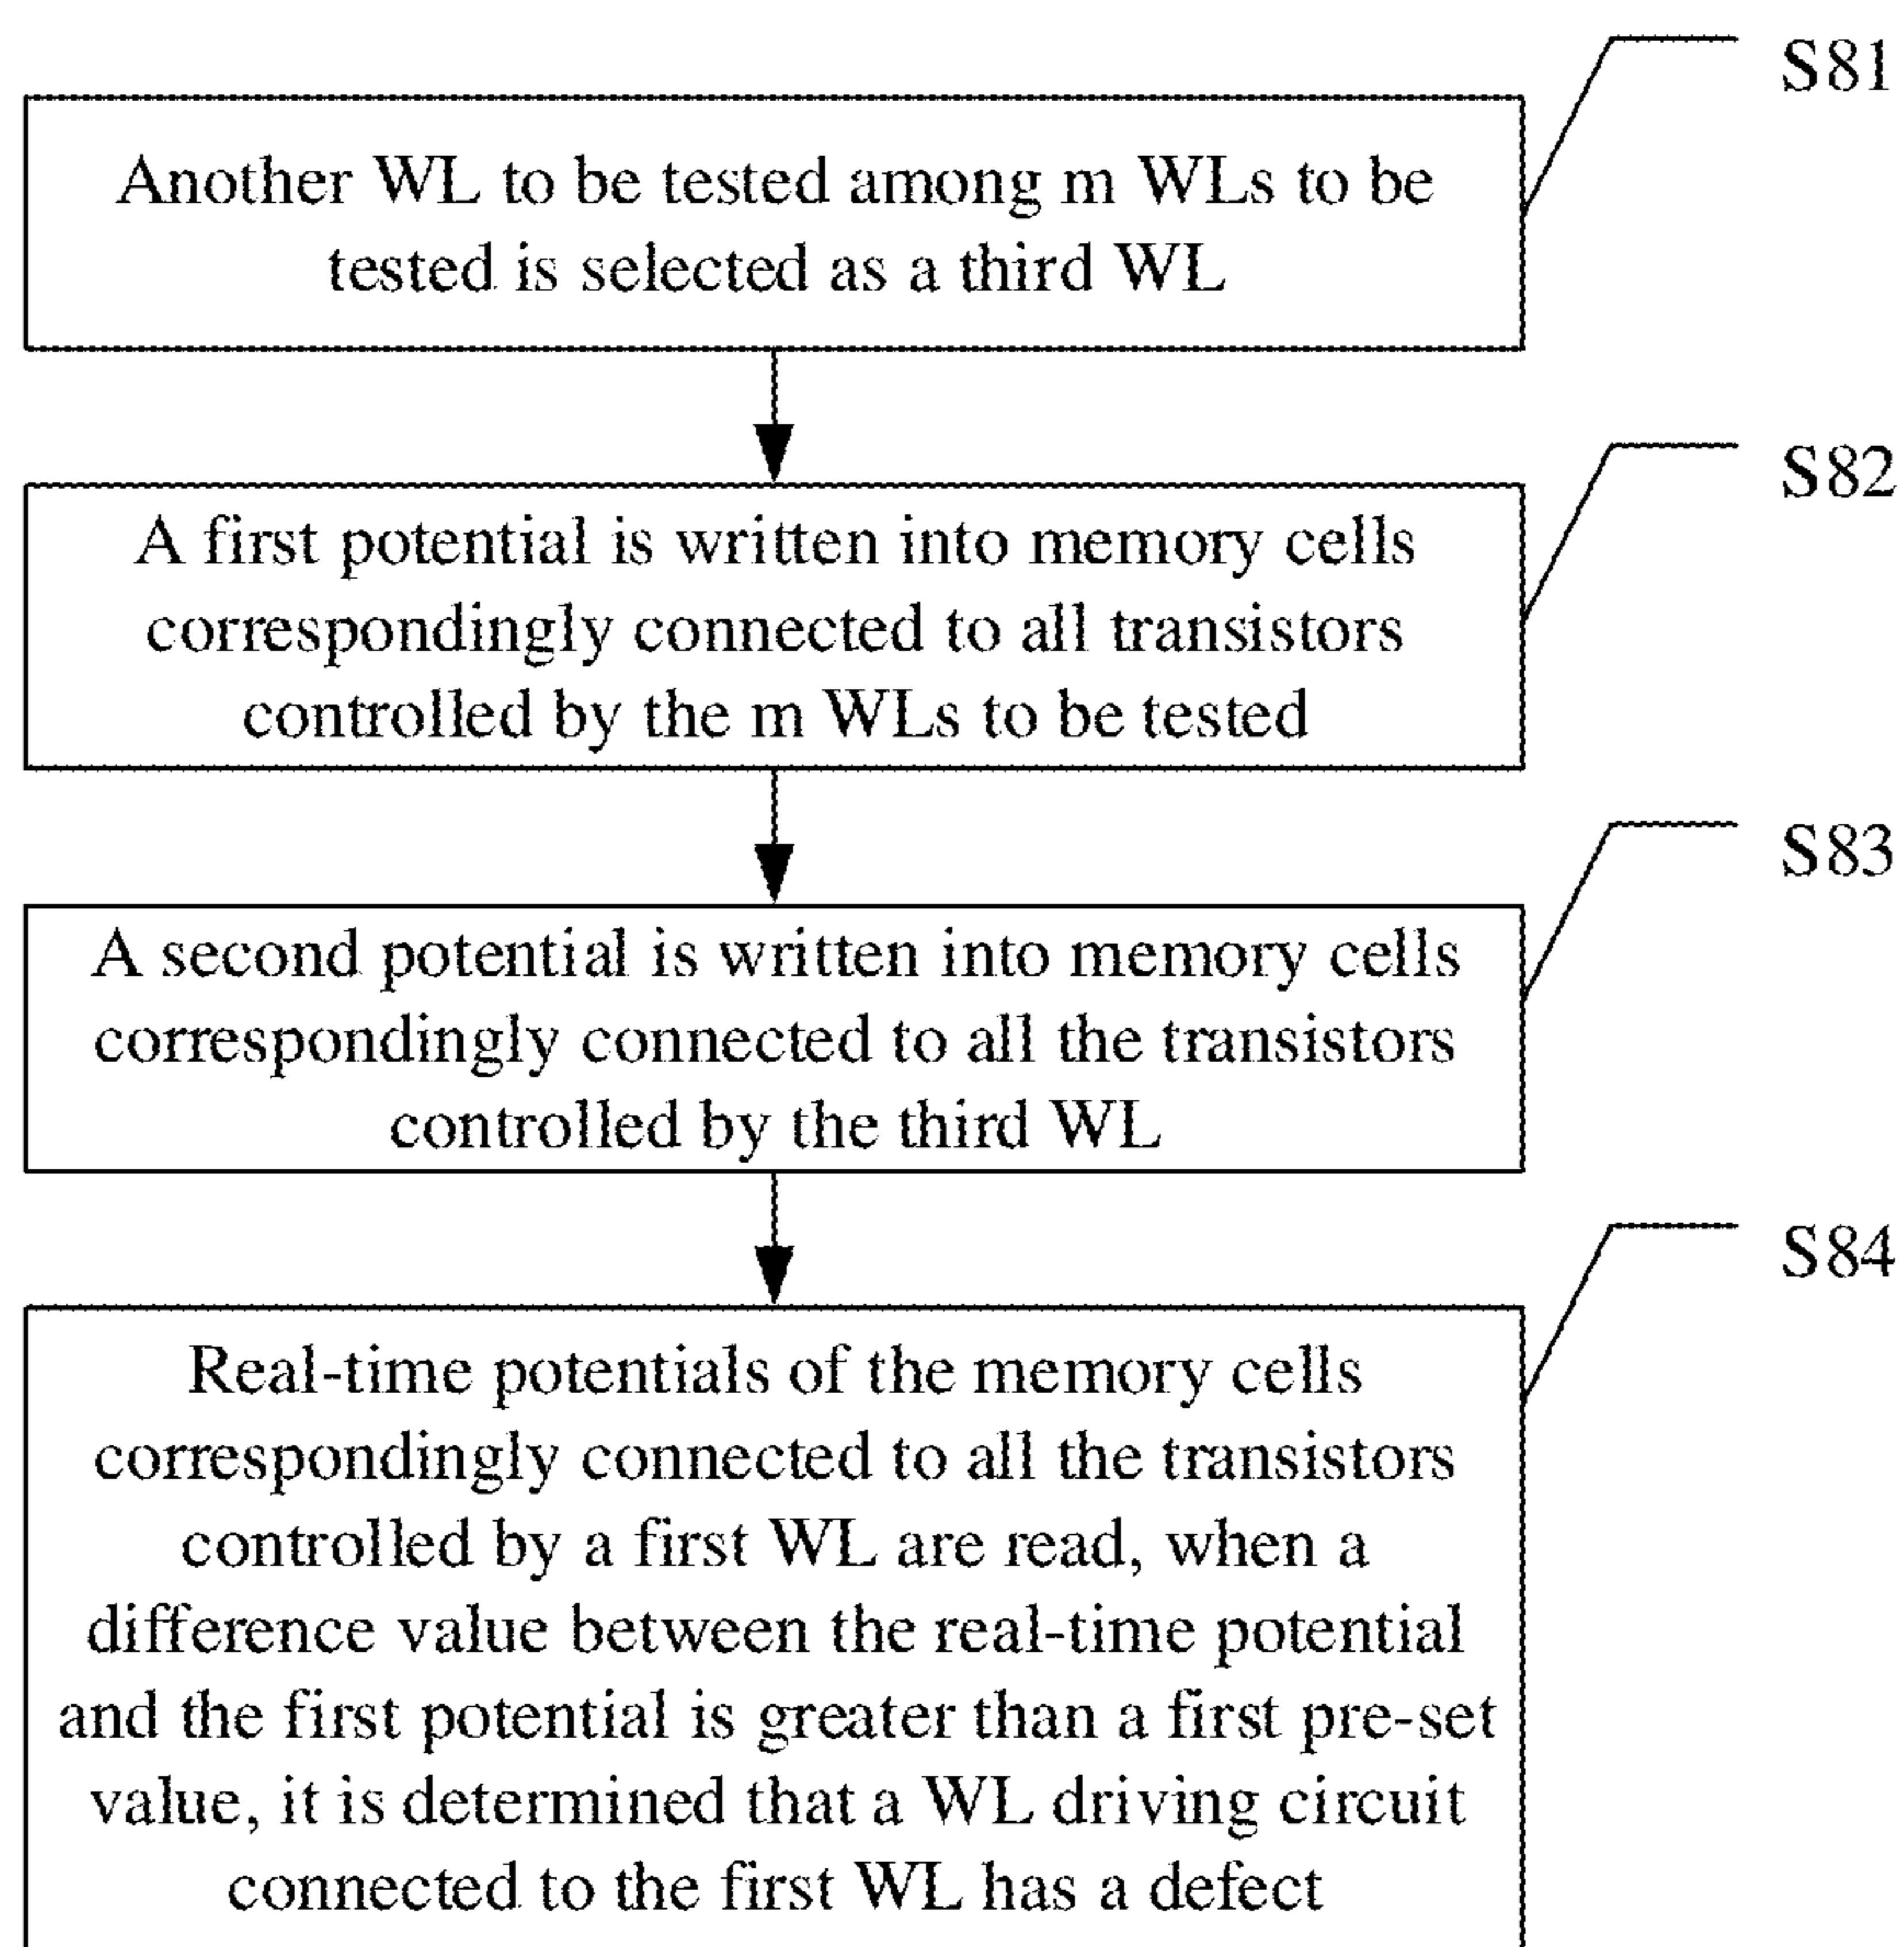 S81
Another WL to be tested among m WLs to be
tested is selected as a third WL
S82
A first potential is written into memory cells
correspondingly connected to all transistors
controlled by the m WLs to be tested
S83
A second potential is written into memory cells
correspondingly connected to all the transistors
controlled by the third WL
S84
Real-time potentials of the memory cells
correspondingly connected to all the transistors
controlled by a first WL are read, when a
difference value between the real-time potential
and the first potential is greater than a first pre-set
value, it is determined that a WL driving circuit
connected to the first WL has a defect